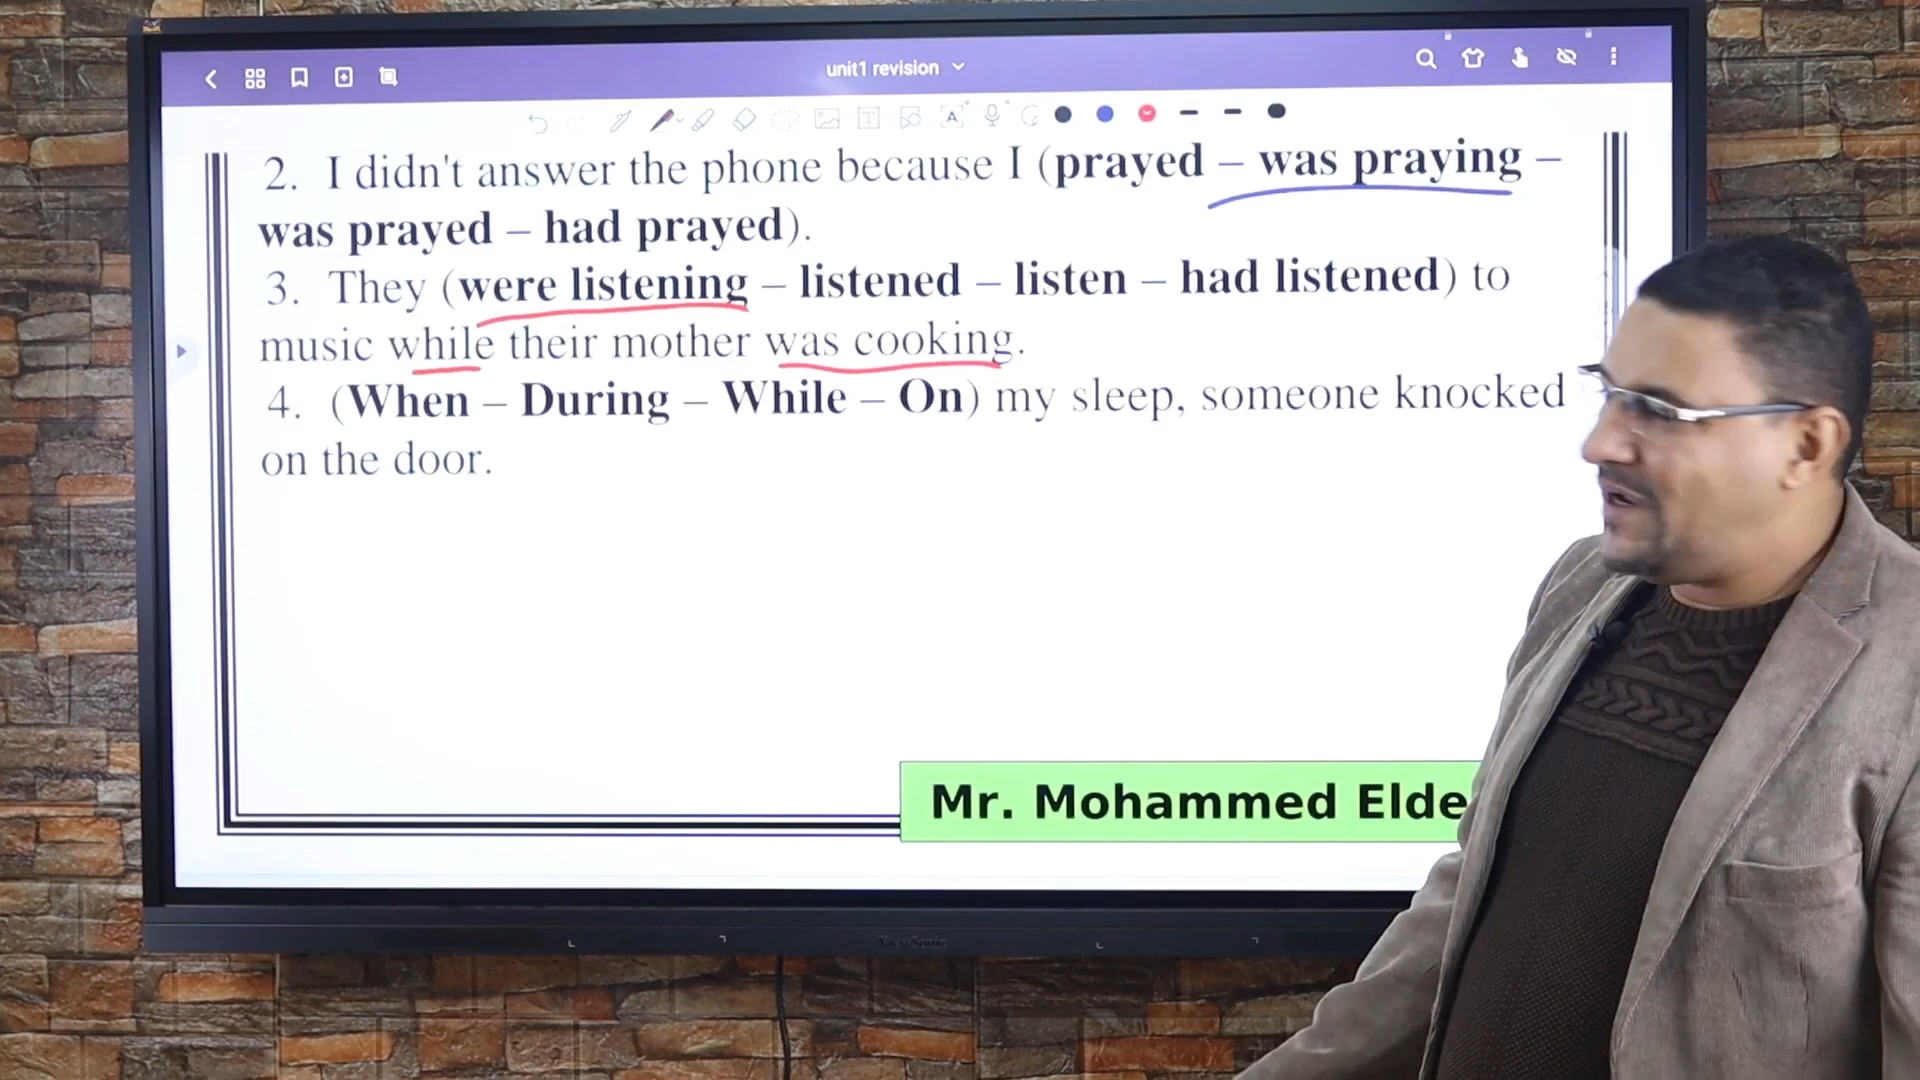 unit1 revision
2. I didn't answer the phone because I (prayed – was praying –
was prayed – had prayed).
3. They (were listening – listened – listen – had listened) to
music while their mother was cooking.
4. (When – During – While – On) my sleep, someone knocked
on the door.
Mr. Mohammed Elde
ViewSonic